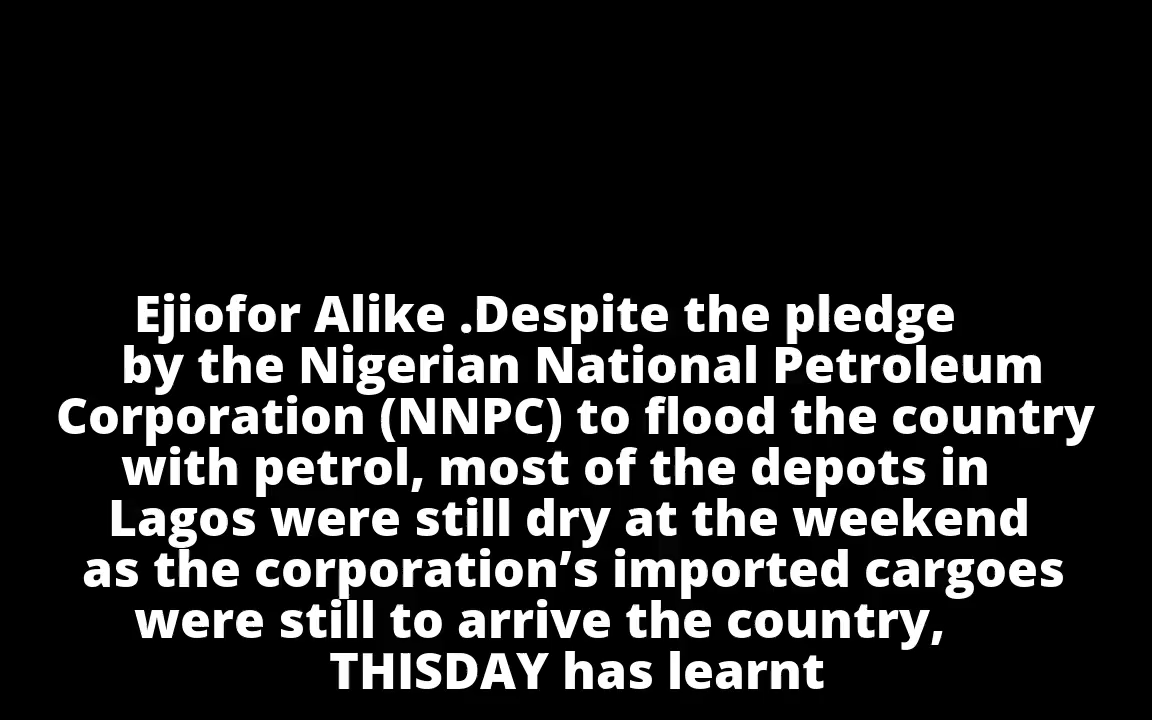 Ejiofor Alike .Despite the pledge
by the Nigerian National Petroleum
Corporation (NNPC) to flood the country
with petrol, most of the depots in
Lagos were still dry at the weekend
as the corporation’s imported cargoes
were still to arrive the country,
THISDAY has learnt